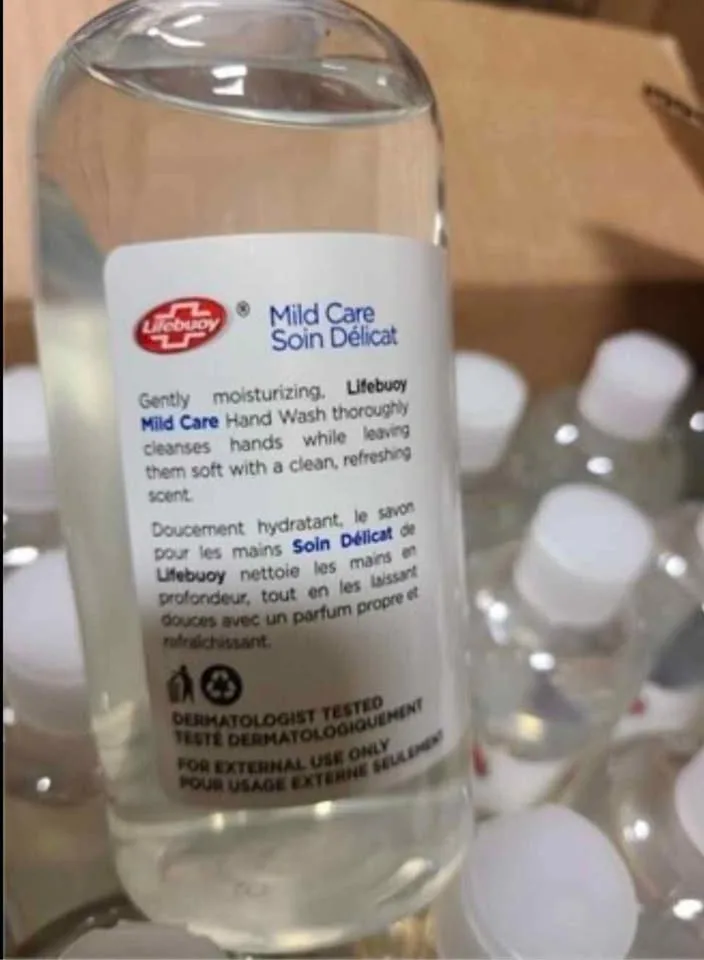 Lifebuoy ®
Mild Care
Soin Délicat
Gently moisturizing, Lifebuoy
Mild Care Hand Wash thoroughly
cleanses hands while leaving
them soft with a clean, refreshing
scent.
Doucement hydratant, le savon
pour les mains Soin Délicat de
Lifebuoy nettoie les mains en
profondeur, tout en les laissant
douces avec un parfum propre et
rafraîchissant.
DERMATOLOGIST TESTED
TESTÉ DERMATOLOGIQUEMENT
FOR EXTERNAL USE ONLY
POUR USAGE EXTERNE SEULEMENT